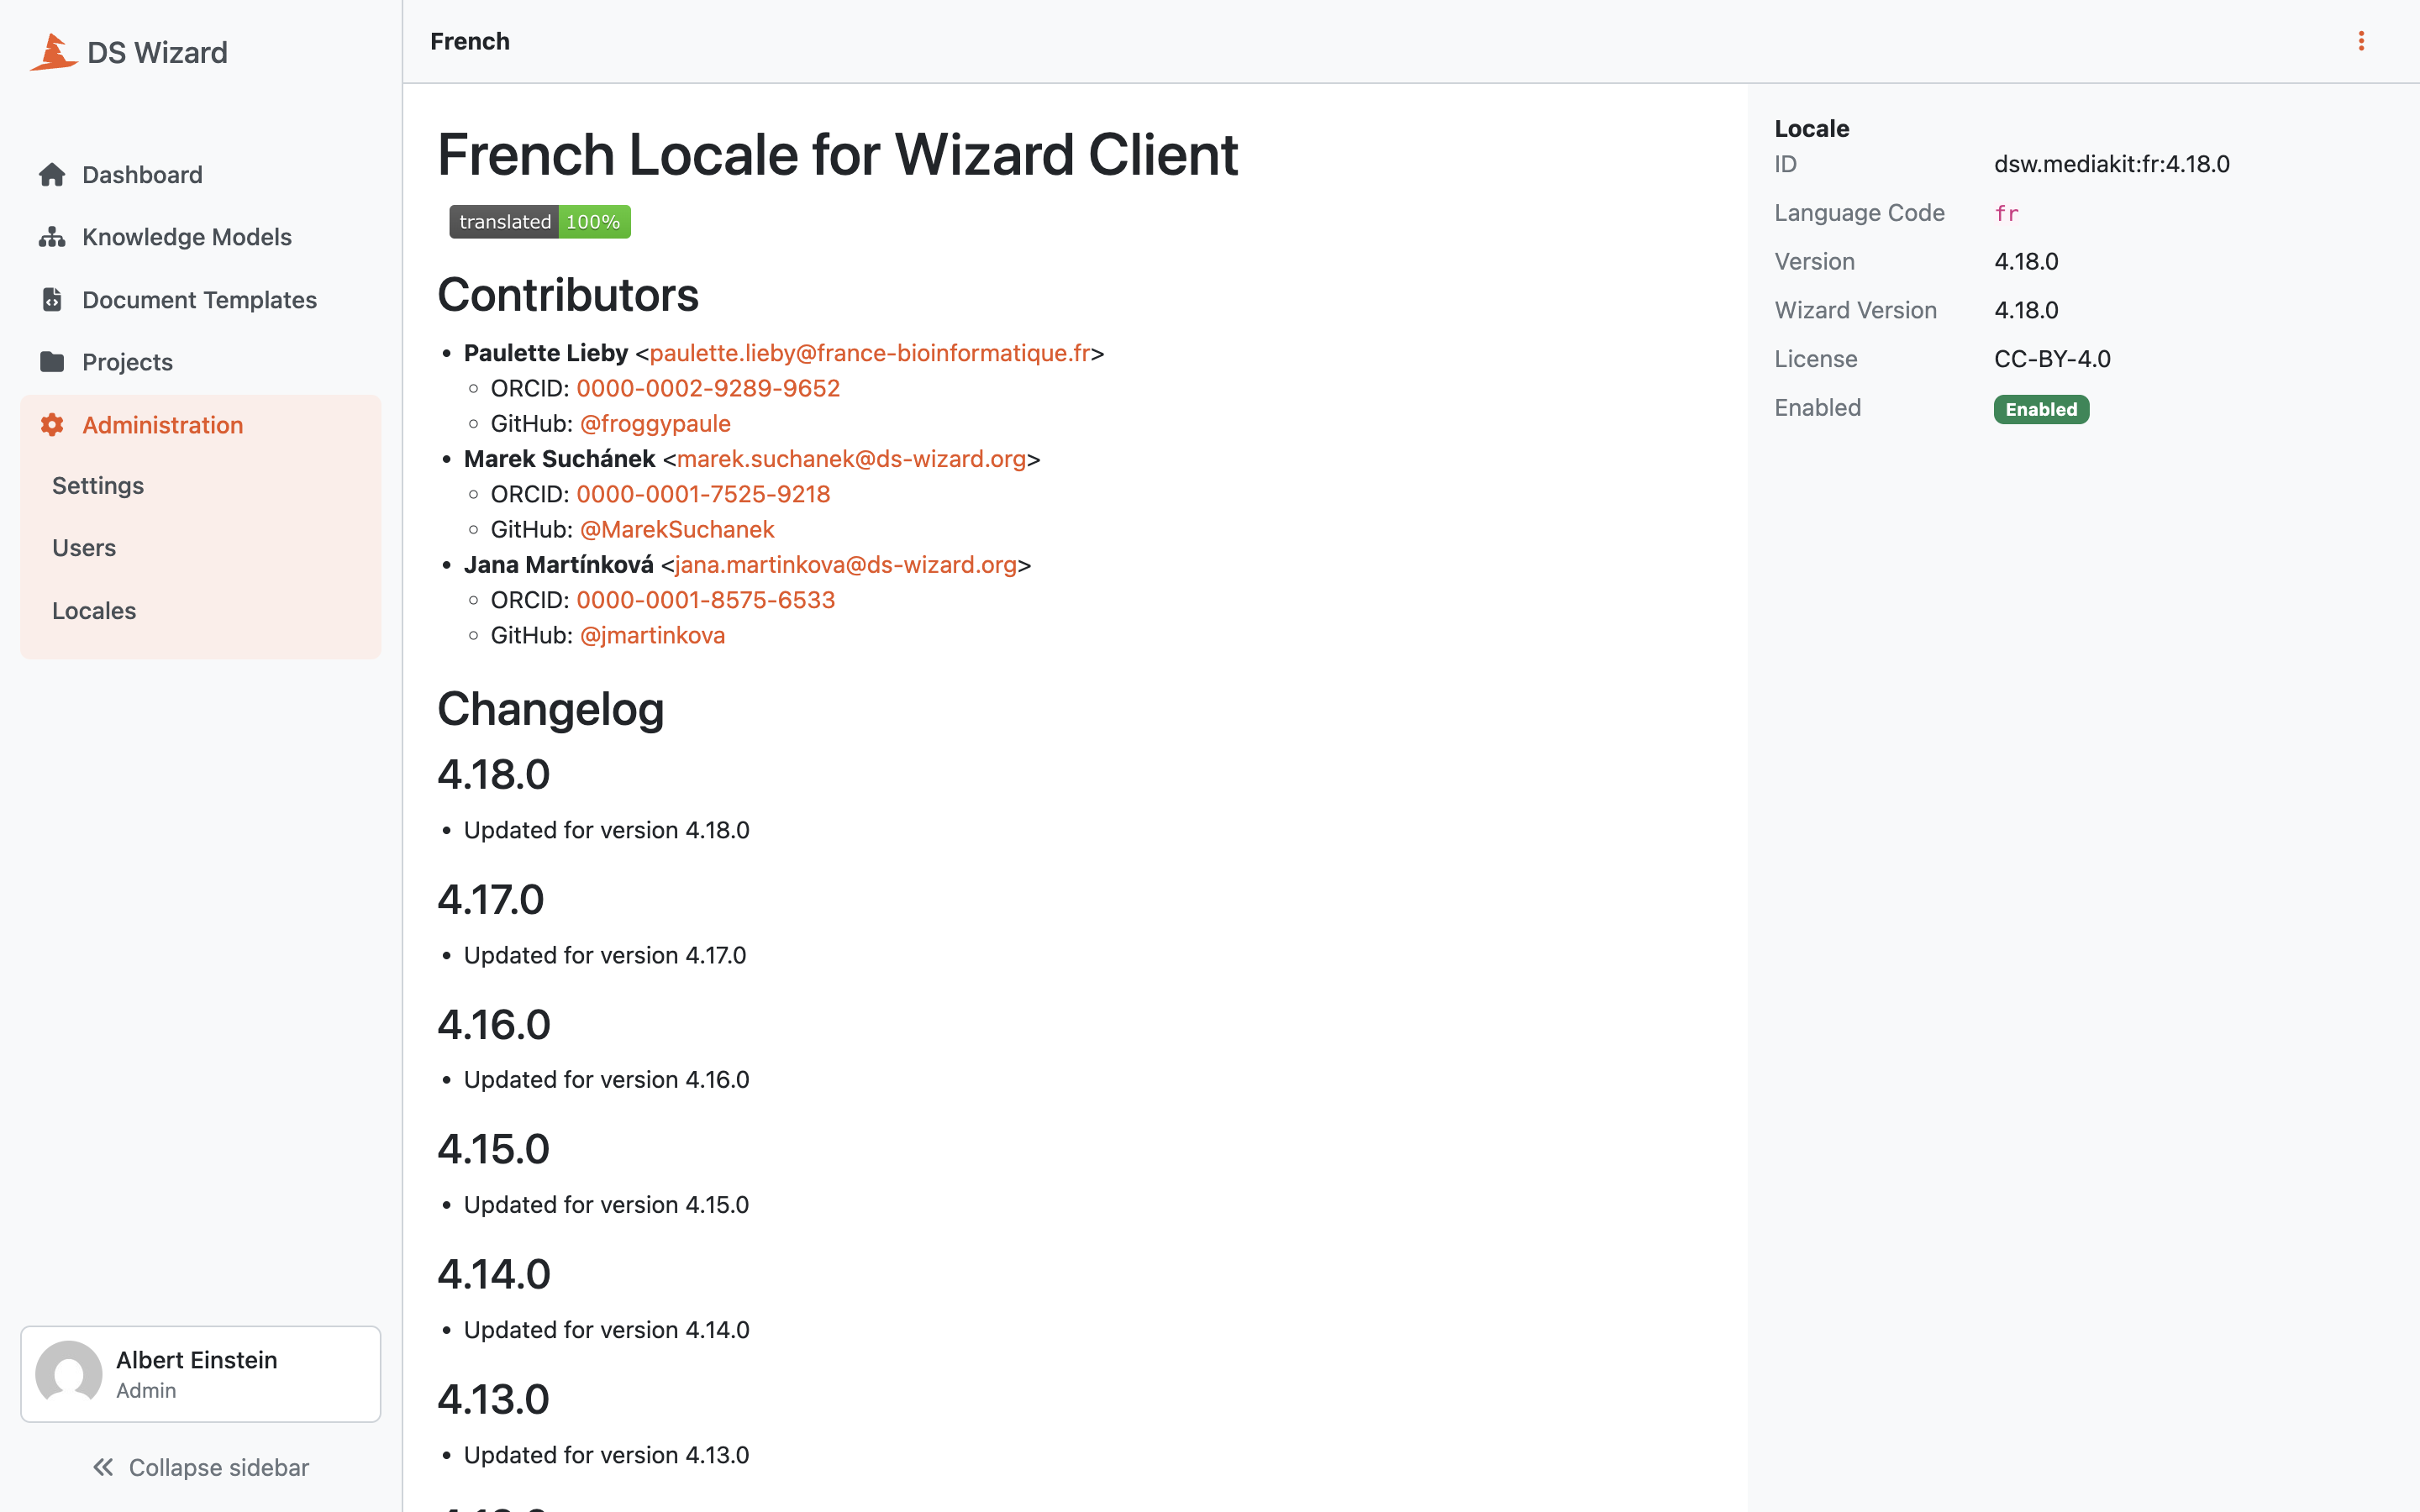 DS Wizard
Dashboard
Knowledge Models
Document Templates
Projects
Administration
Settings
Users
Locales
Albert Einstein
Admin
Collapse sidebar
French
French Locale for Wizard Client
translated 100%
Contributors
Paulette Lieby <paulette.lieby@france-bioinformatique.fr>
ORCID: 0000-0002-9289-9652
GitHub: @froggypaule
Marek Suchánek <marek.suchanek@ds-wizard.org>
ORCID: 0000-0001-7525-9218
GitHub: @MarekSuchanek
Jana Martínková <jana.martinkova@ds-wizard.org>
ORCID: 0000-0001-8575-6533
GitHub: @jmartinkova
Changelog
4.18.0
Updated for version 4.18.0
4.17.0
Updated for version 4.17.0
4.16.0
Updated for version 4.16.0
4.15.0
Updated for version 4.15.0
4.14.0
Updated for version 4.14.0
4.13.0
Updated for version 4.13.0
Locale
ID dsw.mediakit:fr:4.18.0
Language Code fr
Version 4.18.0
Wizard Version 4.18.0
License CC-BY-4.0
Enabled Enabled